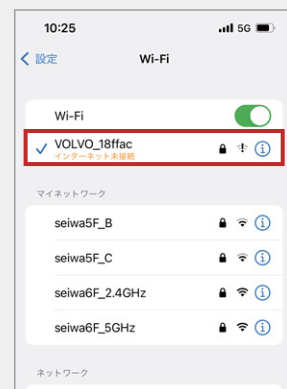 10:25 5G
設定 Wi-Fi
Wi-Fi
VOLVO_18ffac
インターネット未接続
マイネットワーク
seiwa5F_B
seiwa5F_C
seiwa6F_2.4GHz
seiwa6F_5GHz
ネットワーク